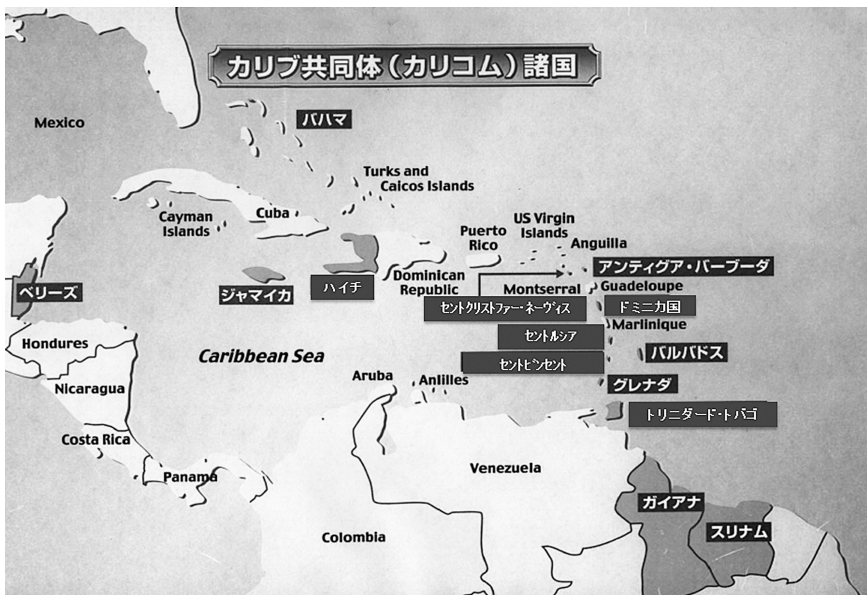 カリブ共同体(カリコム)諸国
Mexico
バハマ
Turks and
Caicos Islands
Cayman
Islands
Cuba
Puerto
Rico
US Virgin
Islands
Anguilla
ベリーズ
ジャマイカ
ハイチ
Dominican
Republic
Montserral
アンティグア・バーブーダ
Guadeloupe
セントクリストファー・ネーヴィス
ドミニカ国
Martinique
セントルシア
Honduras
Caribbean Sea
セントビンセント
バルバドス
Nicaragua
Aruba
Anlilles
グレナダ
トリニダード・トバゴ
Costa Rica
Panama
Venezuela
Colombia
ガイアナ
スリナム